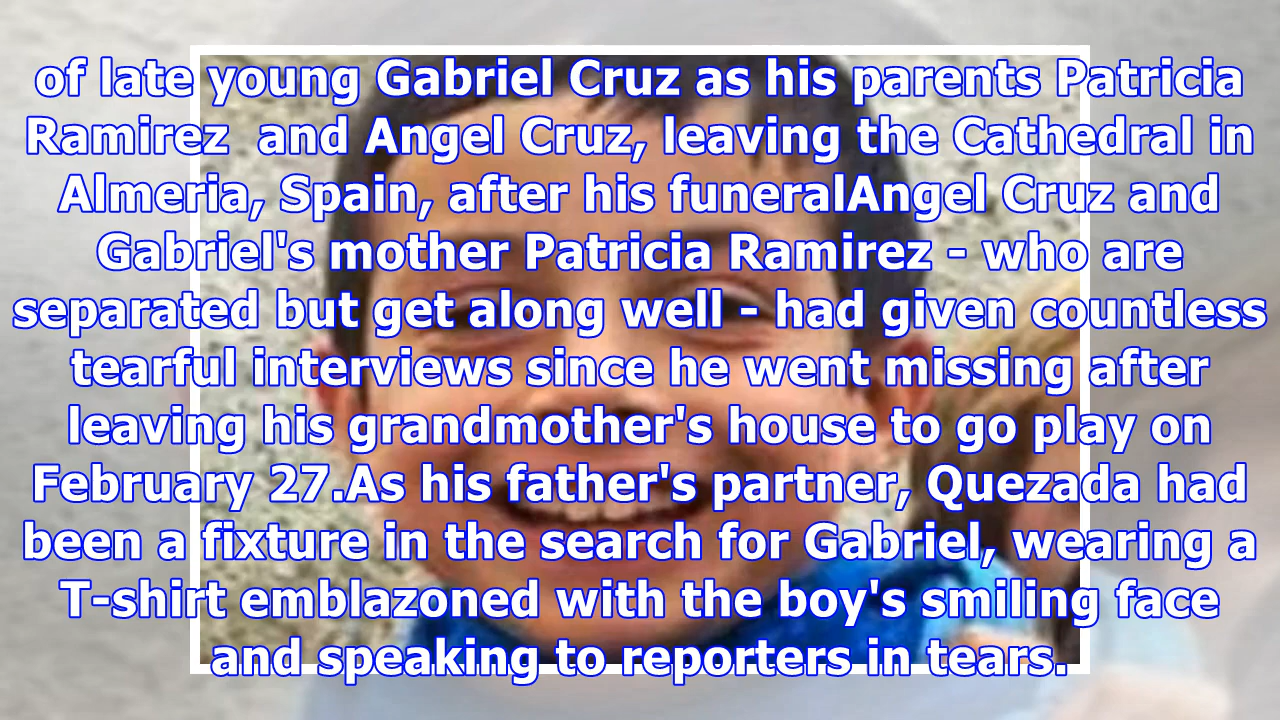 of late young Gabriel Cruz as his parents Patricia
Ramirez  and Angel Cruz, leaving the Cathedral in
Almeria, Spain, after his funeralAngel Cruz and
Gabriel's mother Patricia Ramirez - who are
separated but get along well - had given countless
tearful interviews since he went missing after
leaving his grandmother's house to go play on
February 27.As his father's partner, Quezada had
been a fixture in the search for Gabriel, wearing a
T-shirt emblazoned with the boy's smiling face
and speaking to reporters in tears.